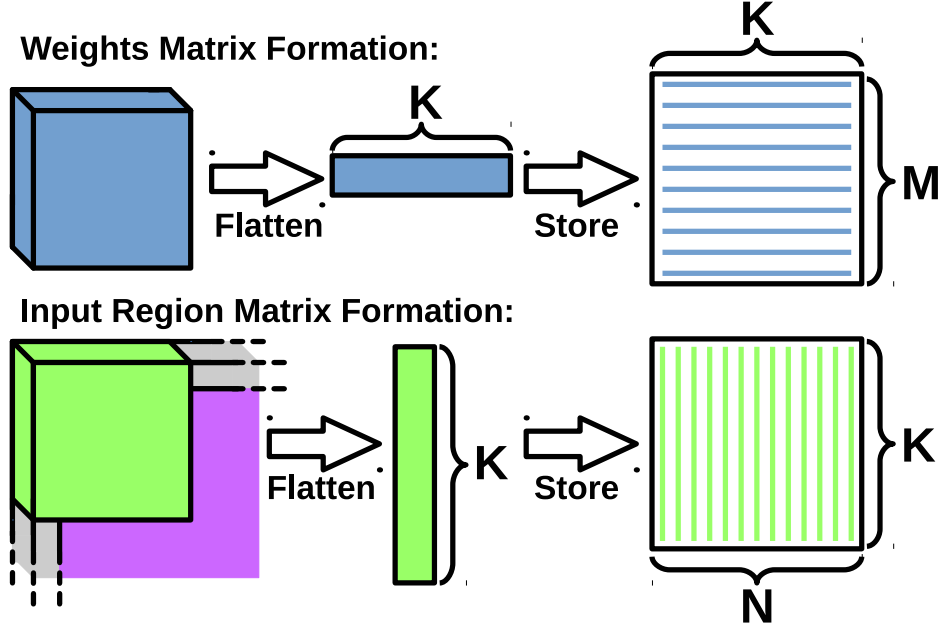 Weights Matrix Formation:
K
K
M
Flatten
Store
Input Region Matrix Formation:
K
K
Flatten
Store
N